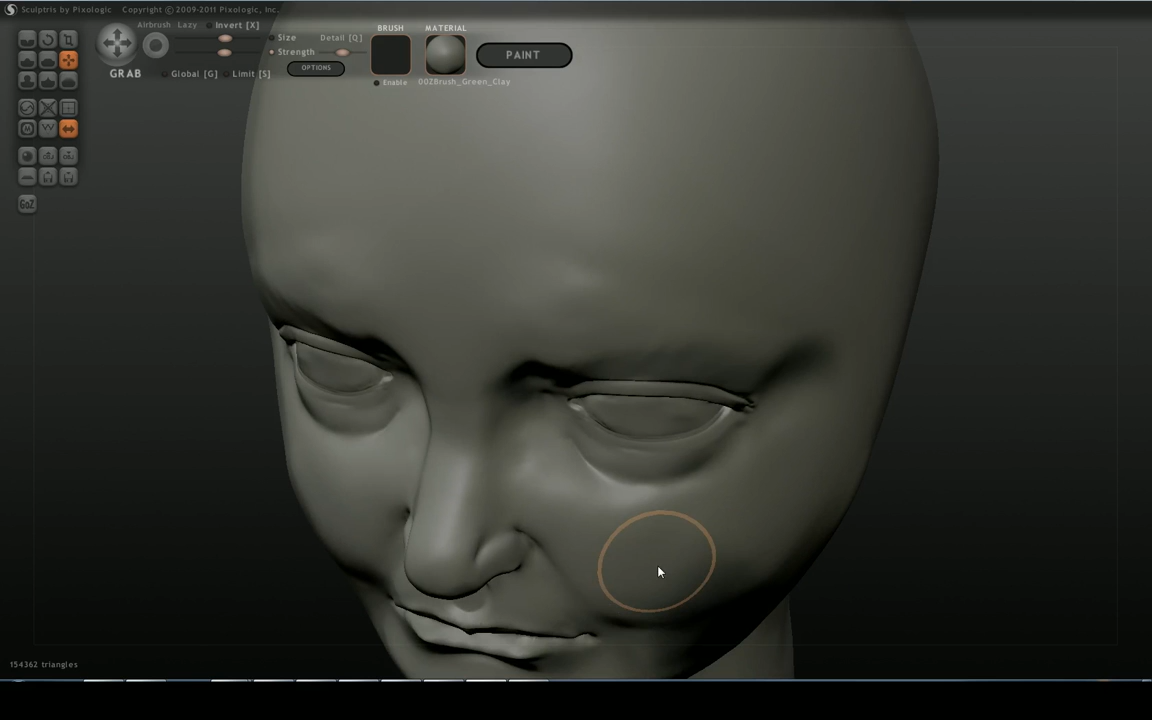 Sculptris by Pixologic Copyright © 2009-2011 Pixologic, Inc.
Airbrush Lazy Invert [X]
BRUSH MATERIAL
Size Detail [Q]
Strength
PAINT
GRAB Global [G] Limit [S] OPTIONS
Enable 00ZBrush_Green_Clay
GoZ
154362 triangles